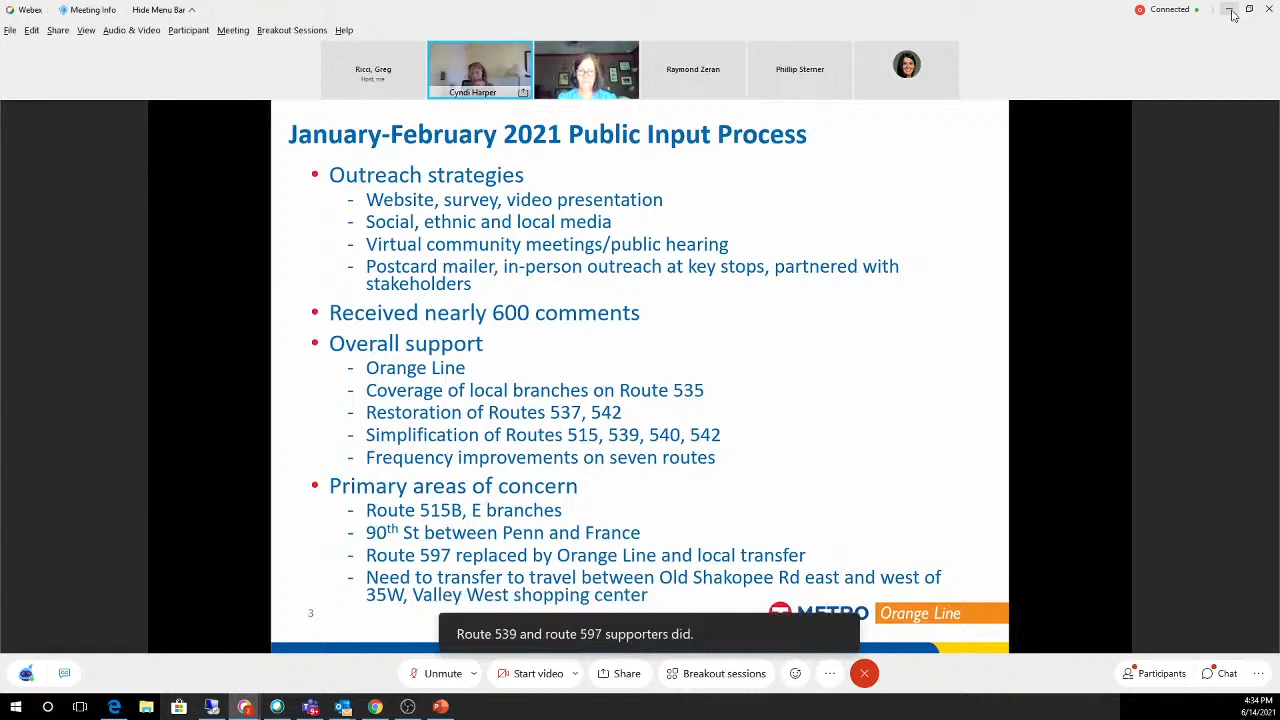 Webex Meeting Info Hide Menu Bar Connected
File Edit Share View Audio & Video Participant Meeting Breakout Sessions Help
Ricci, Greg
Host, me
Cyndi Harper
Raymond Zeran
Phillip Sterner
January-February 2021 Public Input Process
• Outreach strategies
- Website, survey, video presentation
- Social, ethnic and local media
- Virtual community meetings/public hearing
- Postcard mailer, in-person outreach at key stops, partnered with
stakeholders
• Received nearly 600 comments
• Overall support
- Orange Line
- Coverage of local branches on Route 535
- Restoration of Routes 537, 542
- Simplification of Routes 515, 539, 540, 542
- Frequency improvements on seven routes
• Primary areas of concern
- Route 515B, E branches
- 90th St between Penn and France
- Route 597 replaced by Orange Line and local transfer
- Need to transfer to travel between Old Shakopee Rd east and west of
35W, Valley West shopping center
3
METRO Orange Line
Route 539 and route 597 supporters did.
Unmute Start video Share Breakout sessions Participants Chat
4:34 PM
6/14/2021